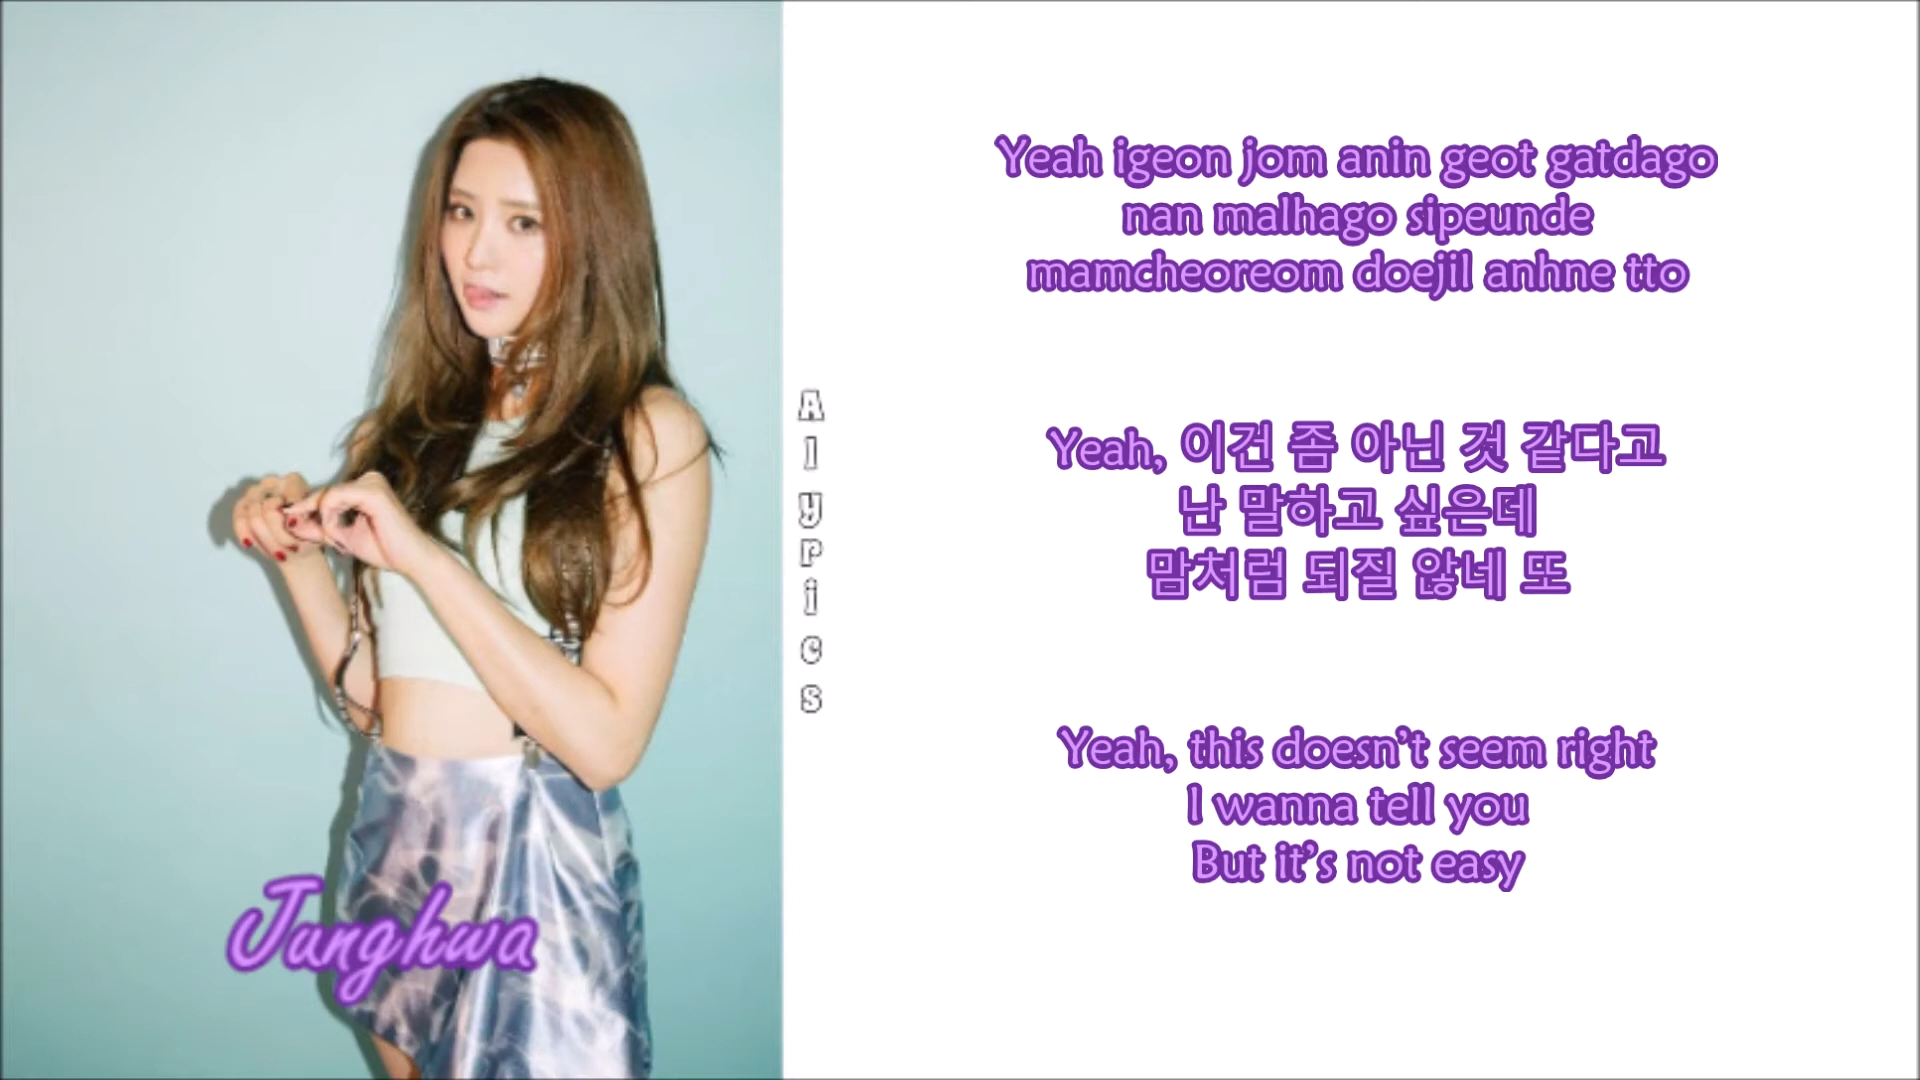 Junghwa
Alyrics
Yeah igeon jom anin geot gatdago
nan malhago sipeunde
mamcheoreom doejil anhne tto
Yeah, 이건 좀 아닌 것 같다고
난 말하고 싶은데
맘처럼 되질 않네 또
Yeah, this doesn't seem right
I wanna tell you
But it's not easy